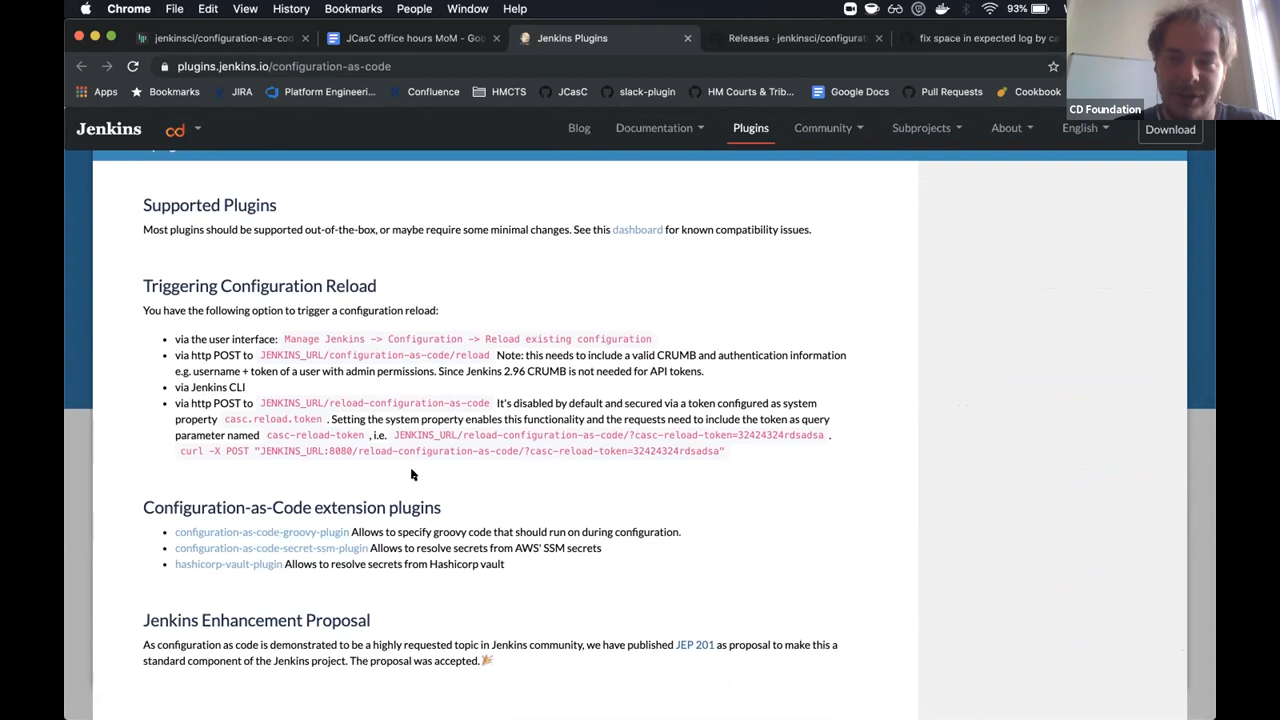 Chrome File Edit View History Bookmarks People Window Help
93%
jenkinsci/configuration-as-cod
JCasC office hours MoM - Goo
Jenkins Plugins
Releases · jenkinsci/configurat
fix space in expected log by ca
plugins.jenkins.io/configuration-as-code
Apps Bookmarks JIRA Platform Engineeri... Confluence HMCTS JCasC slack-plugin HM Courts & Trib... Google Docs Pull Requests Cookbook
CD Foundation
Jenkins cd Blog Documentation Plugins Community Subprojects About English Download
Supported Plugins
Most plugins should be supported out-of-the-box, or maybe require some minimal changes. See this dashboard for known compatibility issues.
Triggering Configuration Reload
You have the following option to trigger a configuration reload:
• via the user interface: Manage Jenkins -> Configuration -> Reload existing configuration
• via http POST to JENKINS_URL/configuration-as-code/reload Note: this needs to include a valid CRUMB and authentication information
e.g. username + token of a user with admin permissions. Since Jenkins 2.96 CRUMB is not needed for API tokens.
• via Jenkins CLI
• via http POST to JENKINS_URL/reload-configuration-as-code It's disabled by default and secured via a token configured as system
property casc.reload.token . Setting the system property enables this functionality and the requests need to include the token as query
parameter named casc-reload-token , i.e. JENKINS_URL/reload-configuration-as-code/?casc-reload-token=32424324rdsadsa .
curl -X POST "JENKINS_URL:8080/reload-configuration-as-code/?casc-reload-token=32424324rdsadsa"
Configuration-as-Code extension plugins
• configuration-as-code-groovy-plugin Allows to specify groovy code that should run on during configuration.
• configuration-as-code-secret-ssm-plugin Allows to resolve secrets from AWS' SSM secrets
• hashicorp-vault-plugin Allows to resolve secrets from Hashicorp vault
Jenkins Enhancement Proposal
As configuration as code is demonstrated to be a highly requested topic in Jenkins community, we have published JEP 201 as proposal to make this a
standard component of the Jenkins project. The proposal was accepted. 🎉